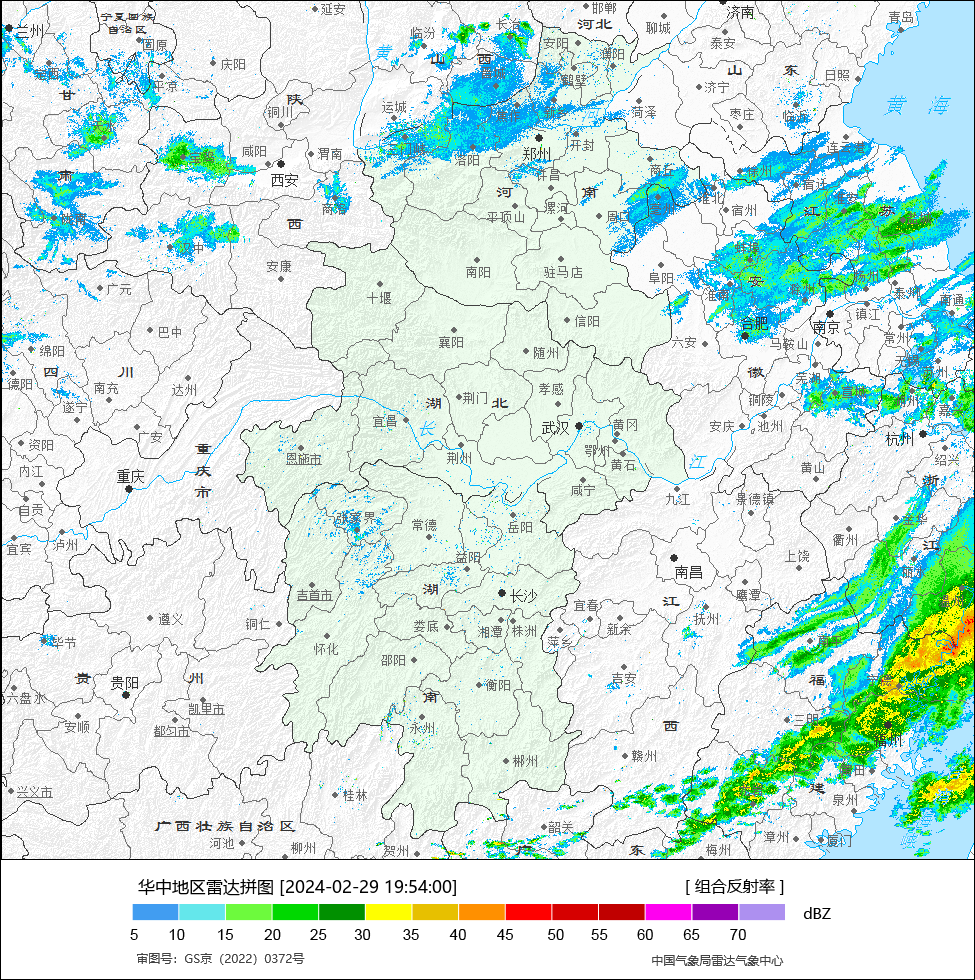 宁夏回族
自治区
延安
邯郸
河北
聊城
济南
青岛
兰州
固原
临汾
长治
安阳
濮阳
泰安
庆阳
黄
山
西
鹤壁
山
东
日照
平凉
甘
陕
铜川
运城
菏泽
济宁
枣庄
临沂
黄
海
宝鸡
咸阳
渭南
洛阳
郑州
开封
连云港
西安
肃
许昌
河
南
商丘
宿迁
商洛
平顶山
漯河
周口
亳州
淮北
宿州
淮安
江
苏
西
汉中
安康
南阳
驻马店
阜阳
淮南
安
扬州
泰州
南通
广元
十堰
信阳
合肥
南京
镇江
巴中
襄阳
随州
六安
马鞍山
常州
绵阳
四
川
德阳
南充
达州
徽
芜湖
遂宁
湖
荆门
北
孝感
铜陵
宜昌
长
武汉
黄冈
安庆
池州
杭州
广安
重
庆
市
资阳
恩施市
荆州
鄂州
黄石
江
黄山
绍兴
内江
重庆
咸宁
九江
景德镇
浙
自贡
张家界
常德
岳阳
金华
宜宾
泸州
益阳
衢州
江
上饶
南昌
吉首市
湖
长沙
鹰潭
遵义
铜仁
娄底
湘潭
株洲
宜春
新余
江
抚州
毕节
怀化
萍乡
邵阳
贵
州
贵阳
六盘水
衡阳
吉安
福
凯里市
南
安顺
都匀市
永州
西
三明
福州
郴州
赣州
兴义市
桂林
建
泉州
广西壮族自治区
韶关
漳州
厦门
河池
柳州
贺州
广
东
梅州
华中地区雷达拼图 [2024-02-29 19:54:00]
[ 组合反射率 ]
dBZ
5 10 15 20 25 30 35 40 45 50 55 60 65 70
审图号：GS京（2022）0372号
中国气象局雷达气象中心